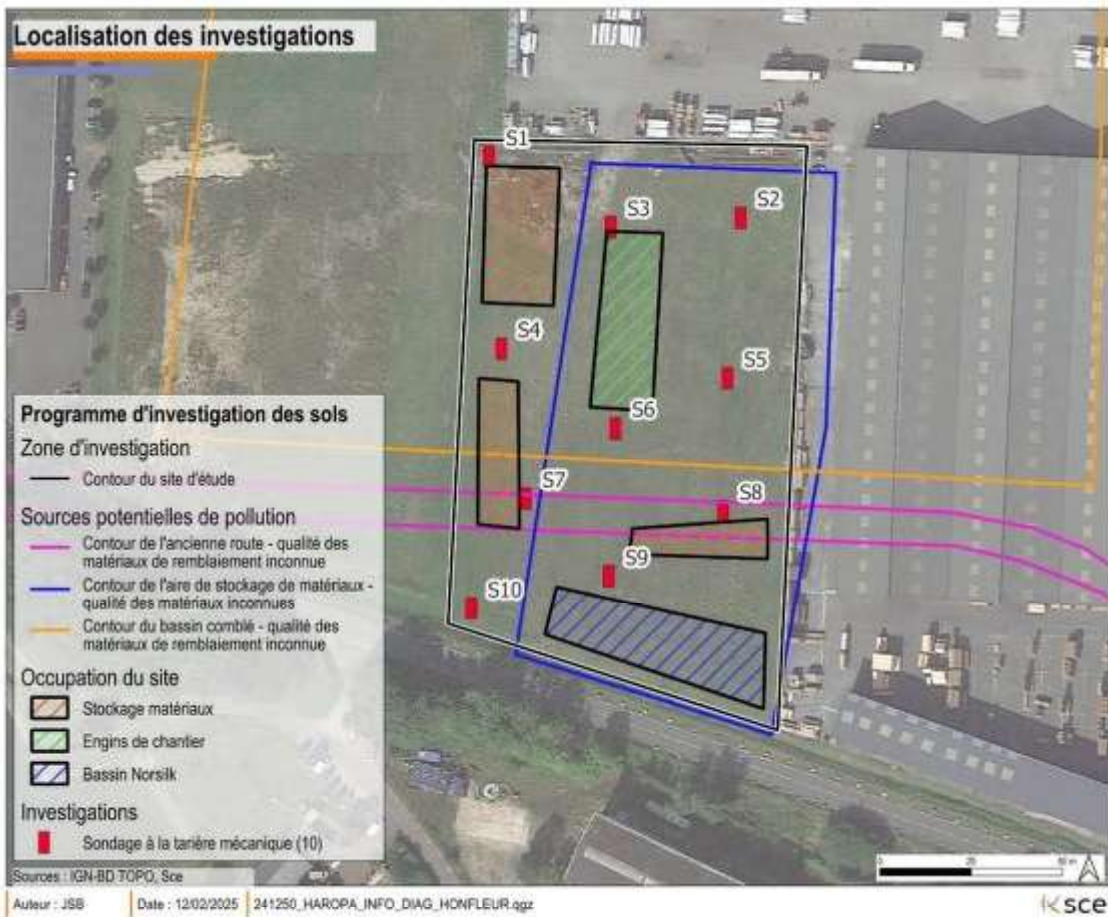 Localisation des investigations
S1
S2
S3
S4
S5
S6
S7
S8
S9
S10
Programme d'investigation des sols
Zone d'investigation
Contour du site d'étude
Sources potentielles de pollution
Contour de l'ancienne route - qualité des
matériaux de remblaiement inconnue
Contour de l'aire de stockage de matériaux -
qualité des matériaux inconnues
Contour du bassin comblé - qualité des
matériaux de remblaiement inconnue
Occupation du site
Stockage matériaux
Engins de chantier
Bassin Norsilk
Investigations
Sondage à la tarière mécanique (10)
Sources : IGN-BD TOPO, Sce
Auteur : JSB
Date : 12/02/2025
241250_HAROPA_INFO_DIAG_HONFLEUR.qgz
sce